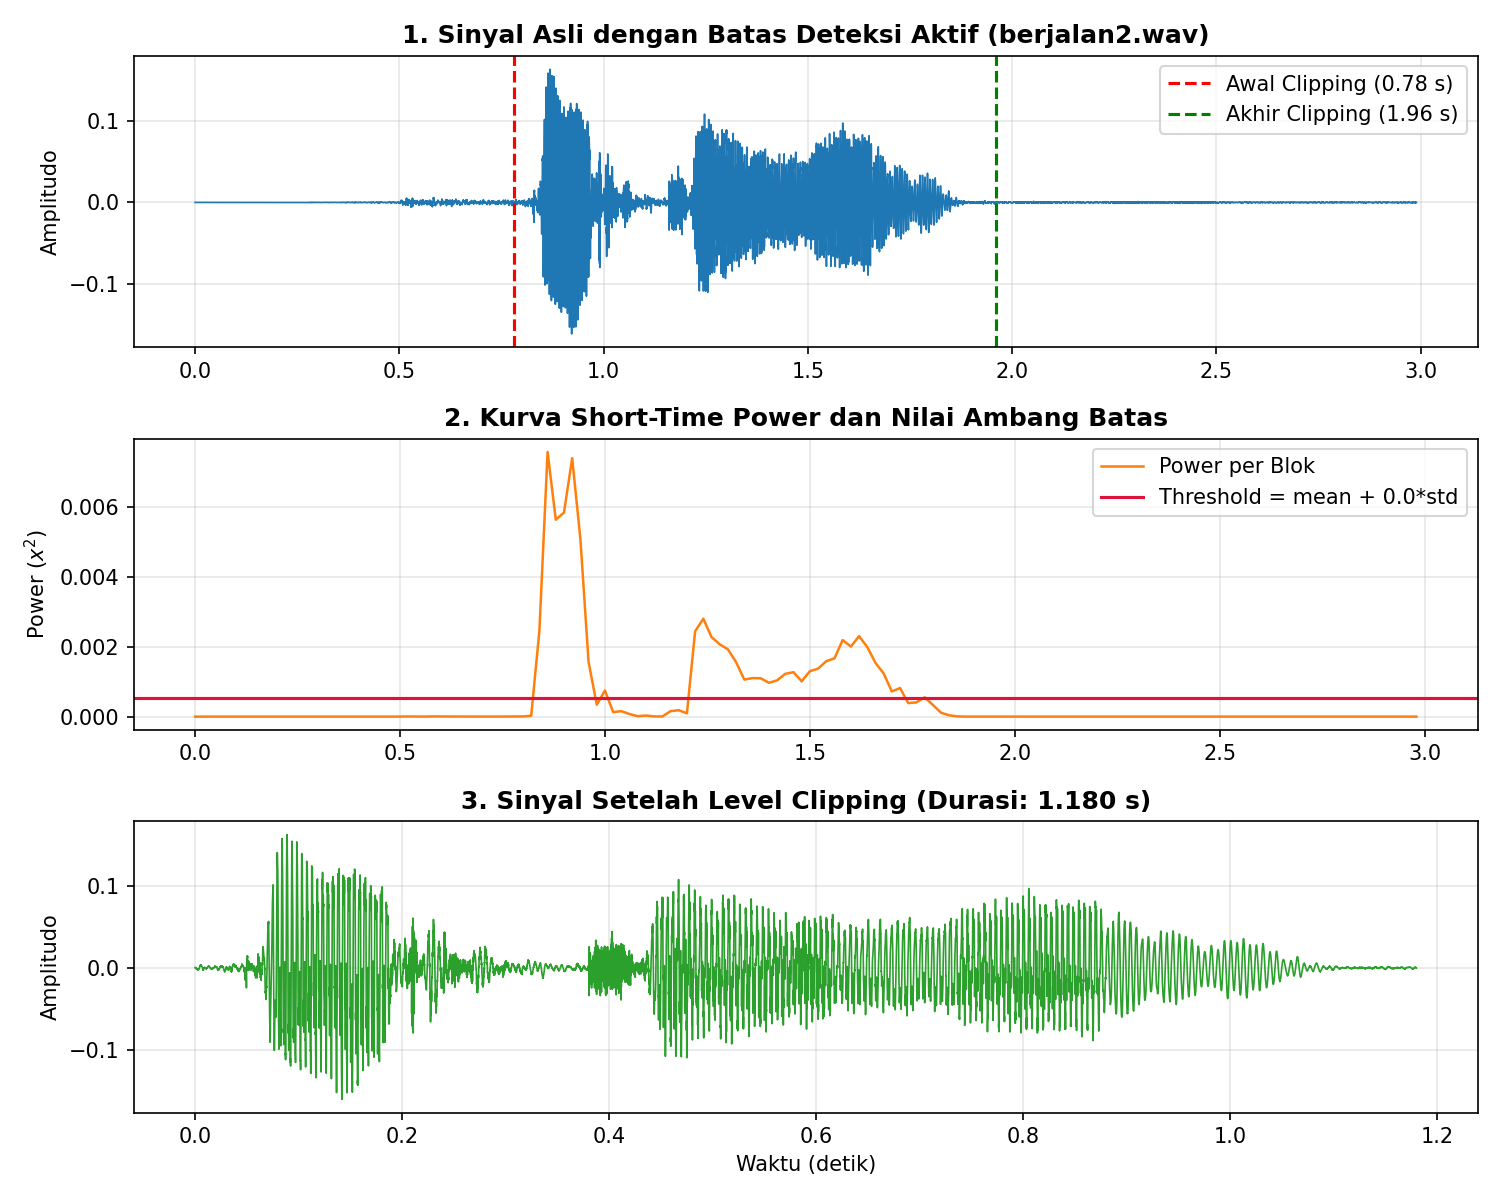 1. Sinyal Asli dengan Batas Deteksi Aktif (berjalan2.wav)
Awal Clipping (0.78 s)
Akhir Clipping (1.96 s)
Amplitudo
0.1
0.0
−0.1
0.0 0.5 1.0 1.5 2.0 2.5 3.0
2. Kurva Short-Time Power dan Nilai Ambang Batas
Power per Blok
Threshold = mean + 0.0*std
Power (x²)
0.006
0.004
0.002
0.000
0.0 0.5 1.0 1.5 2.0 2.5 3.0
3. Sinyal Setelah Level Clipping (Durasi: 1.180 s)
Amplitudo
0.1
0.0
−0.1
0.0 0.2 0.4 0.6 0.8 1.0 1.2
Waktu (detik)